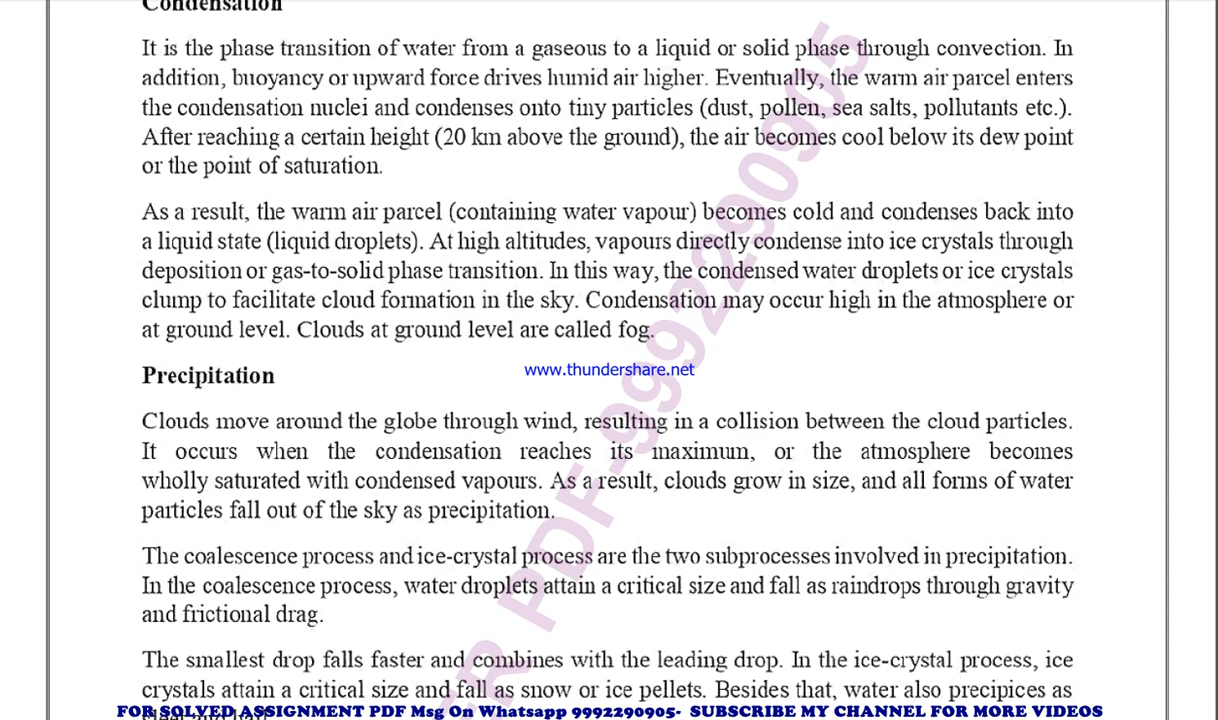 Condensation
It is the phase transition of water from a gaseous to a liquid or solid phase through convection. In
addition, buoyancy or upward force drives humid air higher. Eventually, the warm air parcel enters
the condensation nuclei and condenses onto tiny particles (dust, pollen, sea salts, pollutants etc.).
After reaching a certain height (20 km above the ground), the air becomes cool below its dew point
or the point of saturation.
As a result, the warm air parcel (containing water vapour) becomes cold and condenses back into
a liquid state (liquid droplets). At high altitudes, vapours directly condense into ice crystals through
deposition or gas-to-solid phase transition. In this way, the condensed water droplets or ice crystals
clump to facilitate cloud formation in the sky. Condensation may occur high in the atmosphere or
at ground level. Clouds at ground level are called fog.
www.thundershare.net
Precipitation
Clouds move around the globe through wind, resulting in a collision between the cloud particles.
It occurs when the condensation reaches its maximum, or the atmosphere becomes
wholly saturated with condensed vapours. As a result, clouds grow in size, and all forms of water
particles fall out of the sky as precipitation.
The coalescence process and ice-crystal process are the two subprocesses involved in precipitation.
In the coalescence process, water droplets attain a critical size and fall as raindrops through gravity
and frictional drag.
The smallest drop falls faster and combines with the leading drop. In the ice-crystal process, ice
crystals attain a critical size and fall as snow or ice pellets. Besides that, water also precipices as
FOR SOLVED ASSIGNMENT PDF Msg On Whatsapp 9992290905- SUBSCRIBE MY CHANNEL FOR MORE VIDEOS
PDF-9992290905